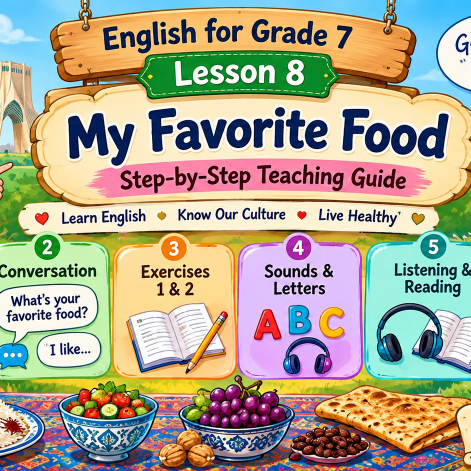 English for Grade 7
Lesson 8
My Favorite Food
Step-by-Step Teaching Guide
Learn English
Know Our Culture
Live Healthy
2
Conversation
What's your
favorite food?
I like...
3
Exercises
1 & 2
4
Sounds &
Letters
A B C
5
Listening &
Reading